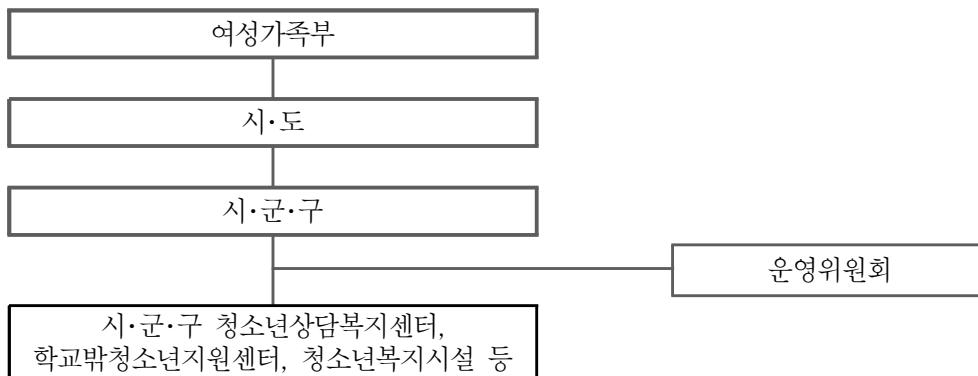 여성가족부
시·도
시·군·구
운영위원회
시·군·구 청소년상담복지센터,
학교밖청소년지원센터, 청소년복지시설 등